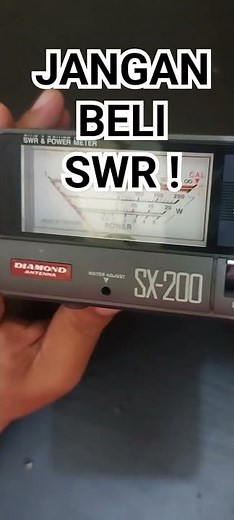 JANGAN
BELI
SWR !
SWR & POWER METER
CAL
W
POWER
DIAMOND
ANTENNA
METER ADJUST
SX-200